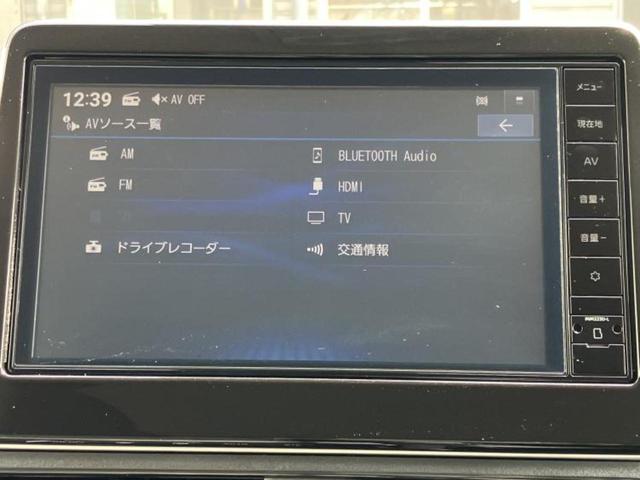 12:39 AV OFF
AVソース一覧
AM
FM
ドライブレコーダー
BLUETOOTH Audio
HDMI
TV
交通情報
メニュー
現在地
AV
音量+
音量-